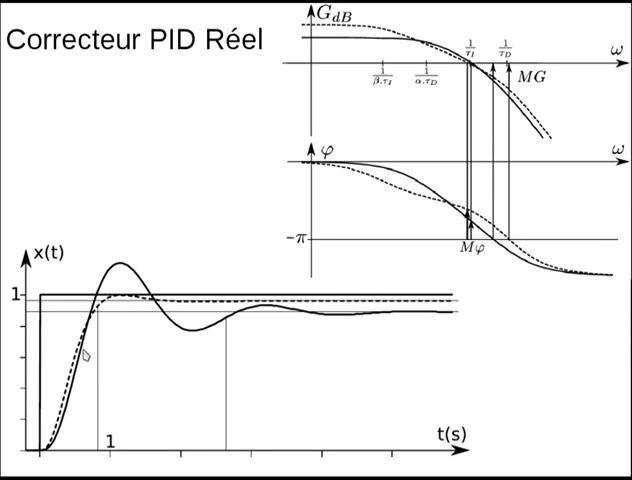 Correcteur PID Réel
G_dB
1/τ_I
1/τ_D
ω
1/β.τ_I
1/α.τ_D
MG
φ
ω
−π
Mφ
x(t)
1
1
t(s)